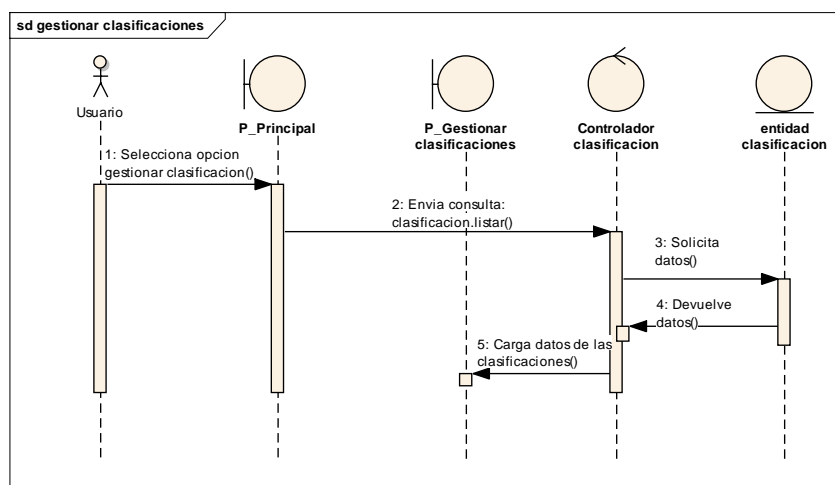 sd gestionar clasificaciones
Usuario
P_Principal
P_Gestionar
clasificaciones
Controlador
clasificacion
entidad
clasificacion
1: Selecciona opcion
gestionar clasificacion()
2: Envia consulta:
clasificacion.listar()
3: Solicita
datos()
4: Devuelve
datos()
5: Carga datos de las
clasificaciones()